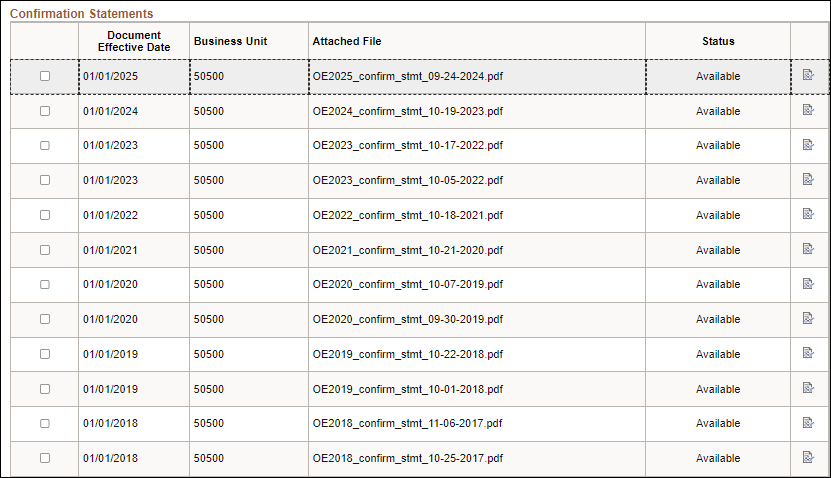 Confirmation Statements
Document
Effective Date Business Unit Attached File Status
01/01/2025 50500 OE2025_confirm_stmt_09-24-2024.pdf Available
01/01/2024 50500 OE2024_confirm_stmt_10-19-2023.pdf Available
01/01/2023 50500 OE2023_confirm_stmt_10-17-2022.pdf Available
01/01/2023 50500 OE2023_confirm_stmt_10-05-2022.pdf Available
01/01/2022 50500 OE2022_confirm_stmt_10-18-2021.pdf Available
01/01/2021 50500 OE2021_confirm_stmt_10-21-2020.pdf Available
01/01/2020 50500 OE2020_confirm_stmt_10-07-2019.pdf Available
01/01/2020 50500 OE2020_confirm_stmt_09-30-2019.pdf Available
01/01/2019 50500 OE2019_confirm_stmt_10-22-2018.pdf Available
01/01/2019 50500 OE2019_confirm_stmt_10-01-2018.pdf Available
01/01/2018 50500 OE2018_confirm_stmt_11-06-2017.pdf Available
01/01/2018 50500 OE2018_confirm_stmt_10-25-2017.pdf Available